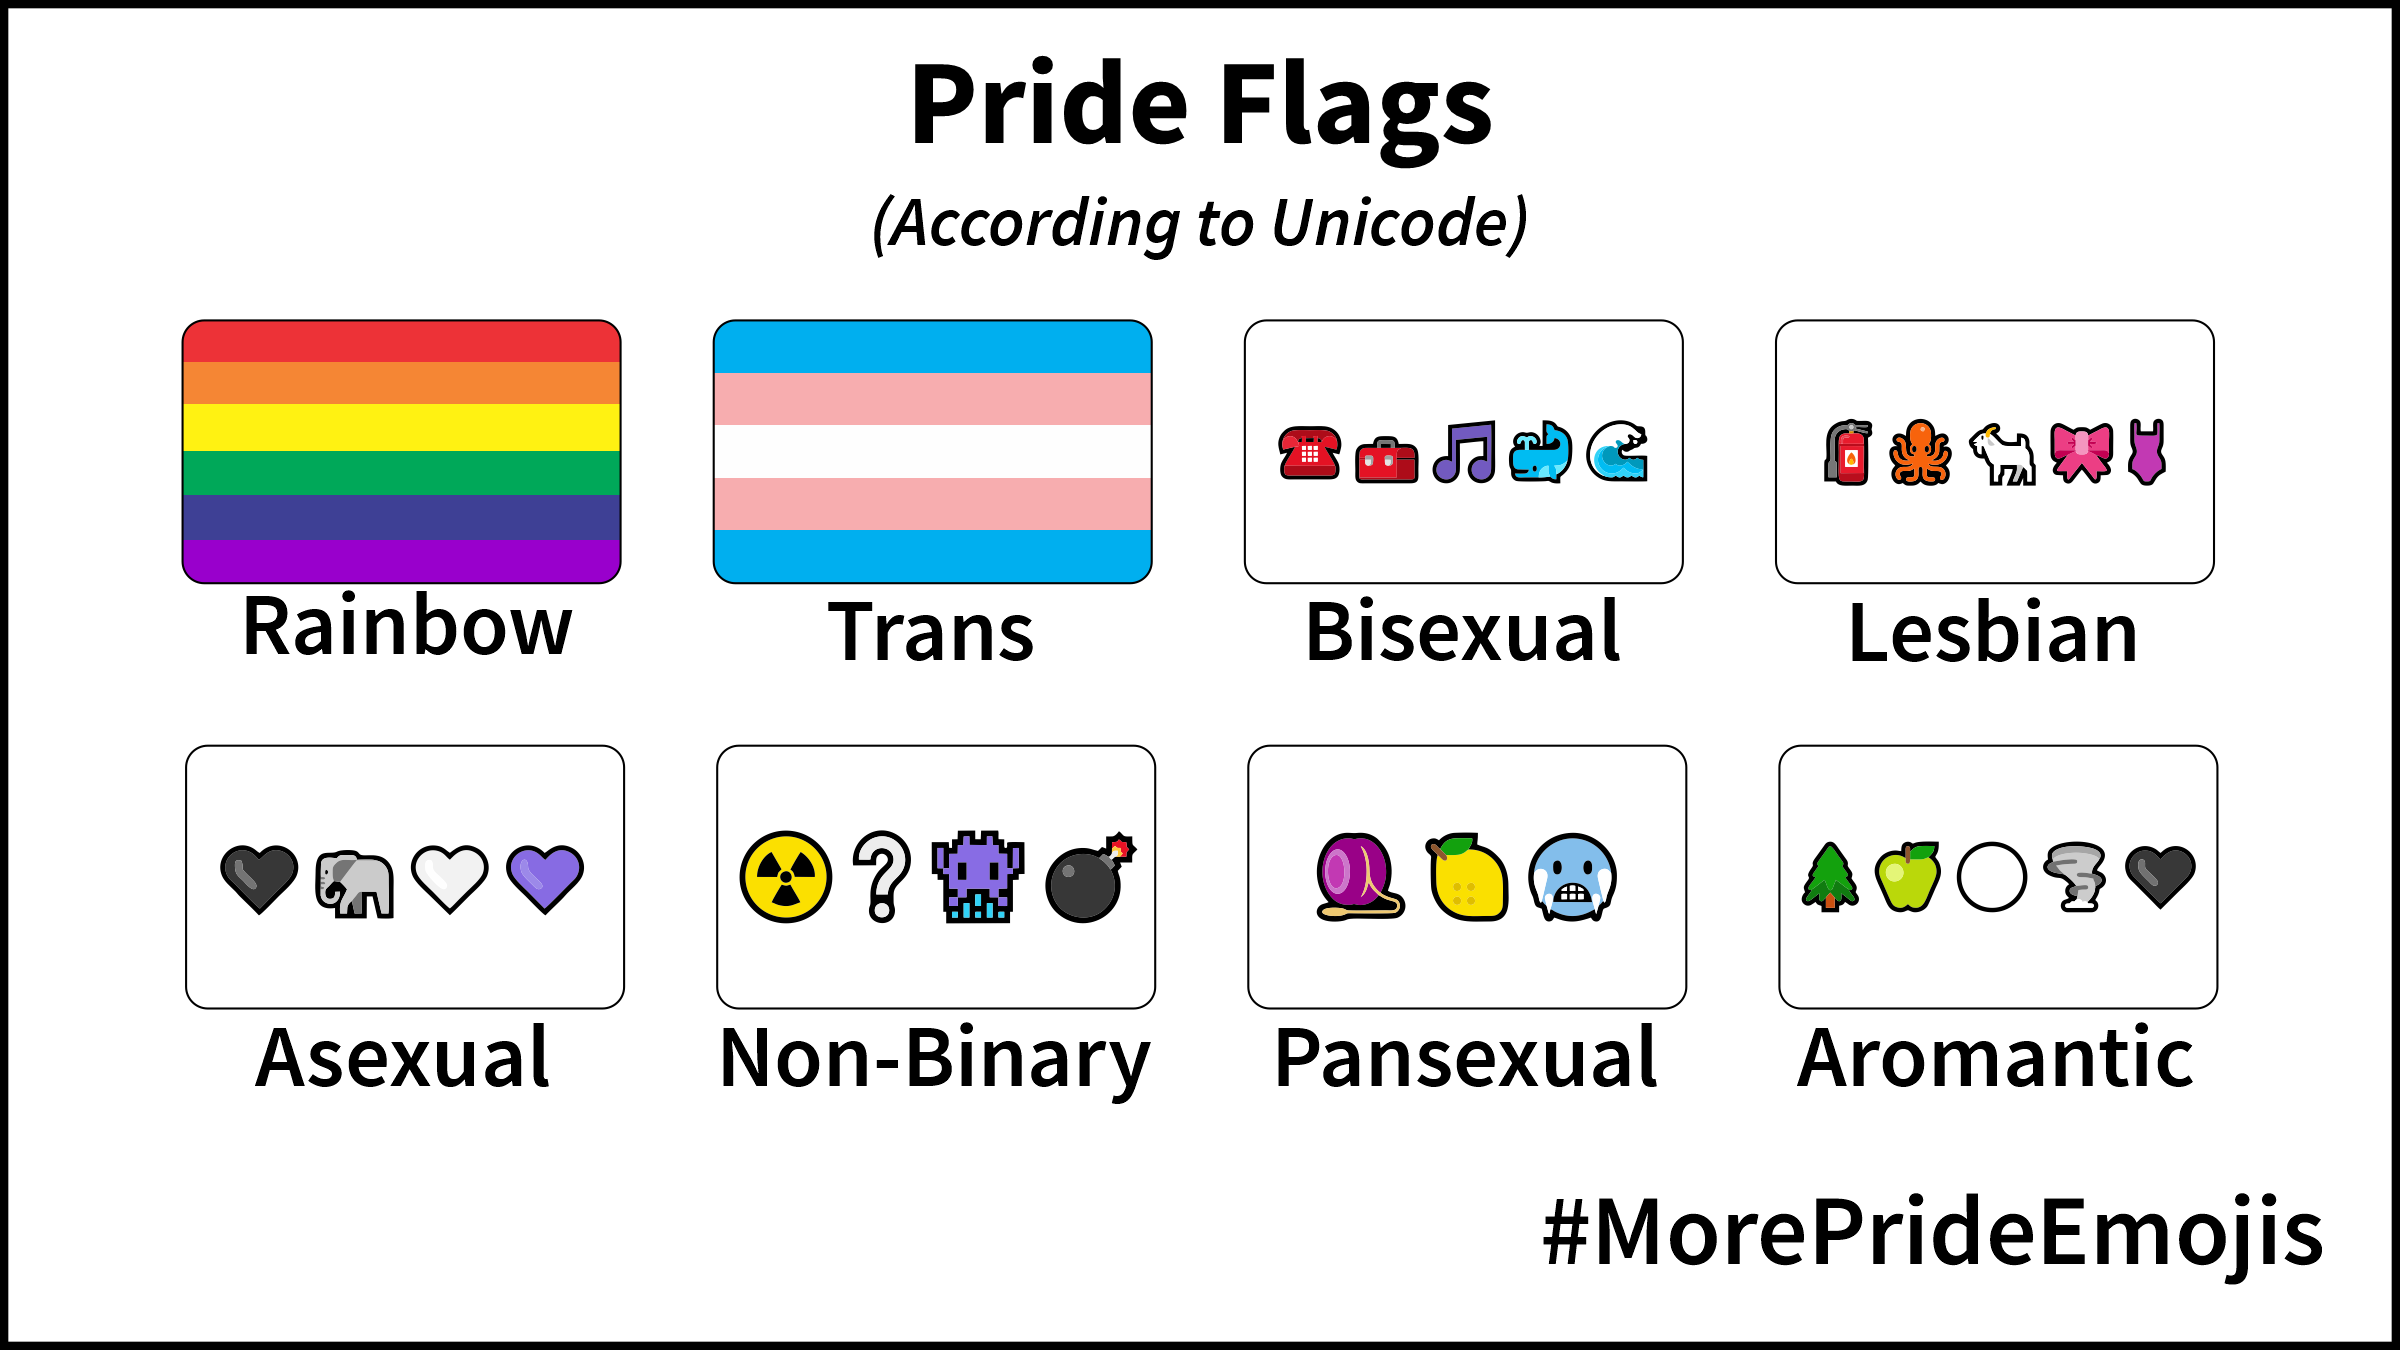 Pride Flags
(According to Unicode)
Rainbow
Trans
Bisexual
Lesbian
Asexual
Non-Binary
Pansexual
Aromantic
#MorePrideEmojis